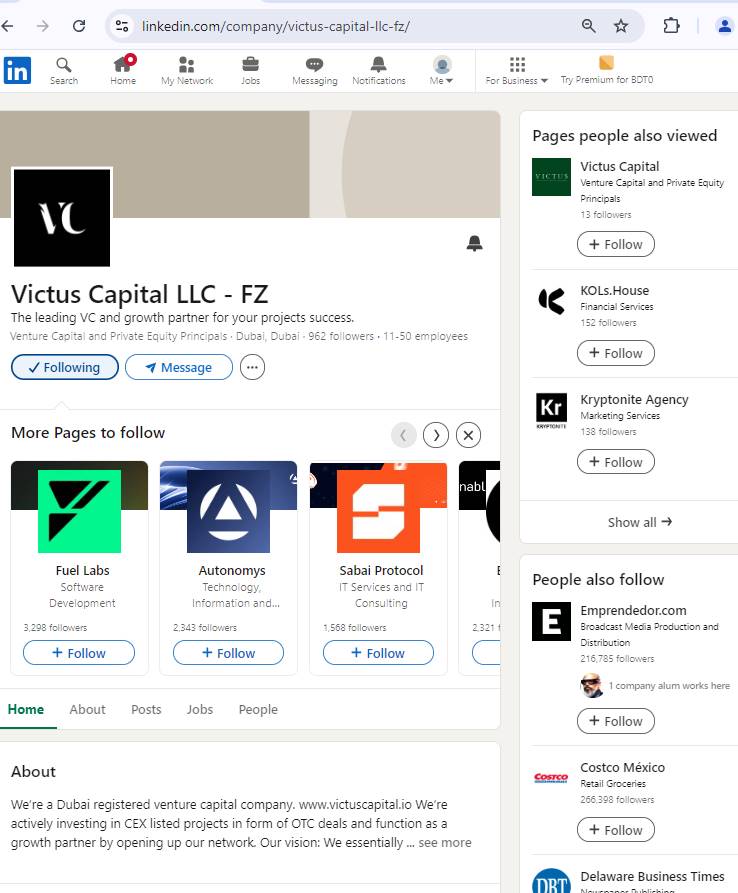 linkedin.com/company/victus-capital-llc-fz/
in
Search
Home
My Network
Jobs
Messaging
Notifications
Me
For Business
Try Premium for BDT0
VC
Victus Capital LLC - FZ
The leading VC and growth partner for your projects success.
Venture Capital and Private Equity Principals · Dubai, Dubai · 962 followers · 11-50 employees
Following
Message
More Pages to follow
Fuel Labs
Software
Development
3,298 followers
+ Follow
Autonomys
Technology,
Information and...
2,343 followers
+ Follow
Sabai Protocol
IT Services and IT
Consulting
1,568 followers
+ Follow
nabl
E
In
2,321
Home
About
Posts
Jobs
People
About
We're a Dubai registered venture capital company. www.victuscapital.io We're
actively investing in CEX listed projects in form of OTC deals and function as a
growth partner by opening up our network. Our vision: We essentially ... see more
Pages people also viewed
VICTUS
Victus Capital
Venture Capital and Private Equity
Principals
13 followers
+ Follow
KOLs.House
Financial Services
152 followers
+ Follow
Kr
KRYPTONITE
Kryptonite Agency
Marketing Services
138 followers
+ Follow
Show all →
People also follow
E
Emprendedor.com
Broadcast Media Production and
Distribution
216,785 followers
1 company alum works here
+ Follow
COSTCO
Costco México
Retail Groceries
266,398 followers
+ Follow
DBT
Delaware Business Times
Newspaper Publishing